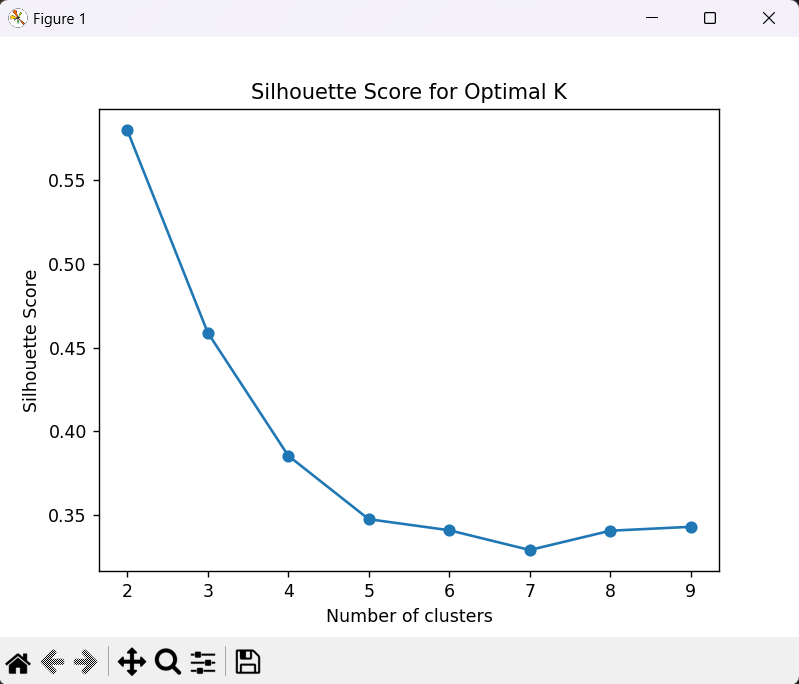 Figure 1
Silhouette Score for Optimal K
0.55
0.50
0.45
0.40
0.35
Silhouette Score
2 3 4 5 6 7 8 9
Number of clusters